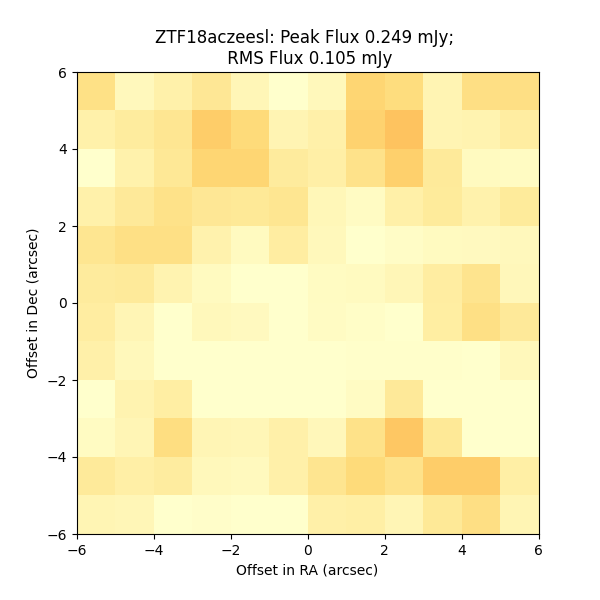 ZTF18aczeesl: Peak Flux 0.249 mJy;
RMS Flux 0.105 mJy
6
4
2
0
−2
−4
−6
Offset in Dec (arcsec)
−6 −4 −2 0 2 4 6
Offset in RA (arcsec)